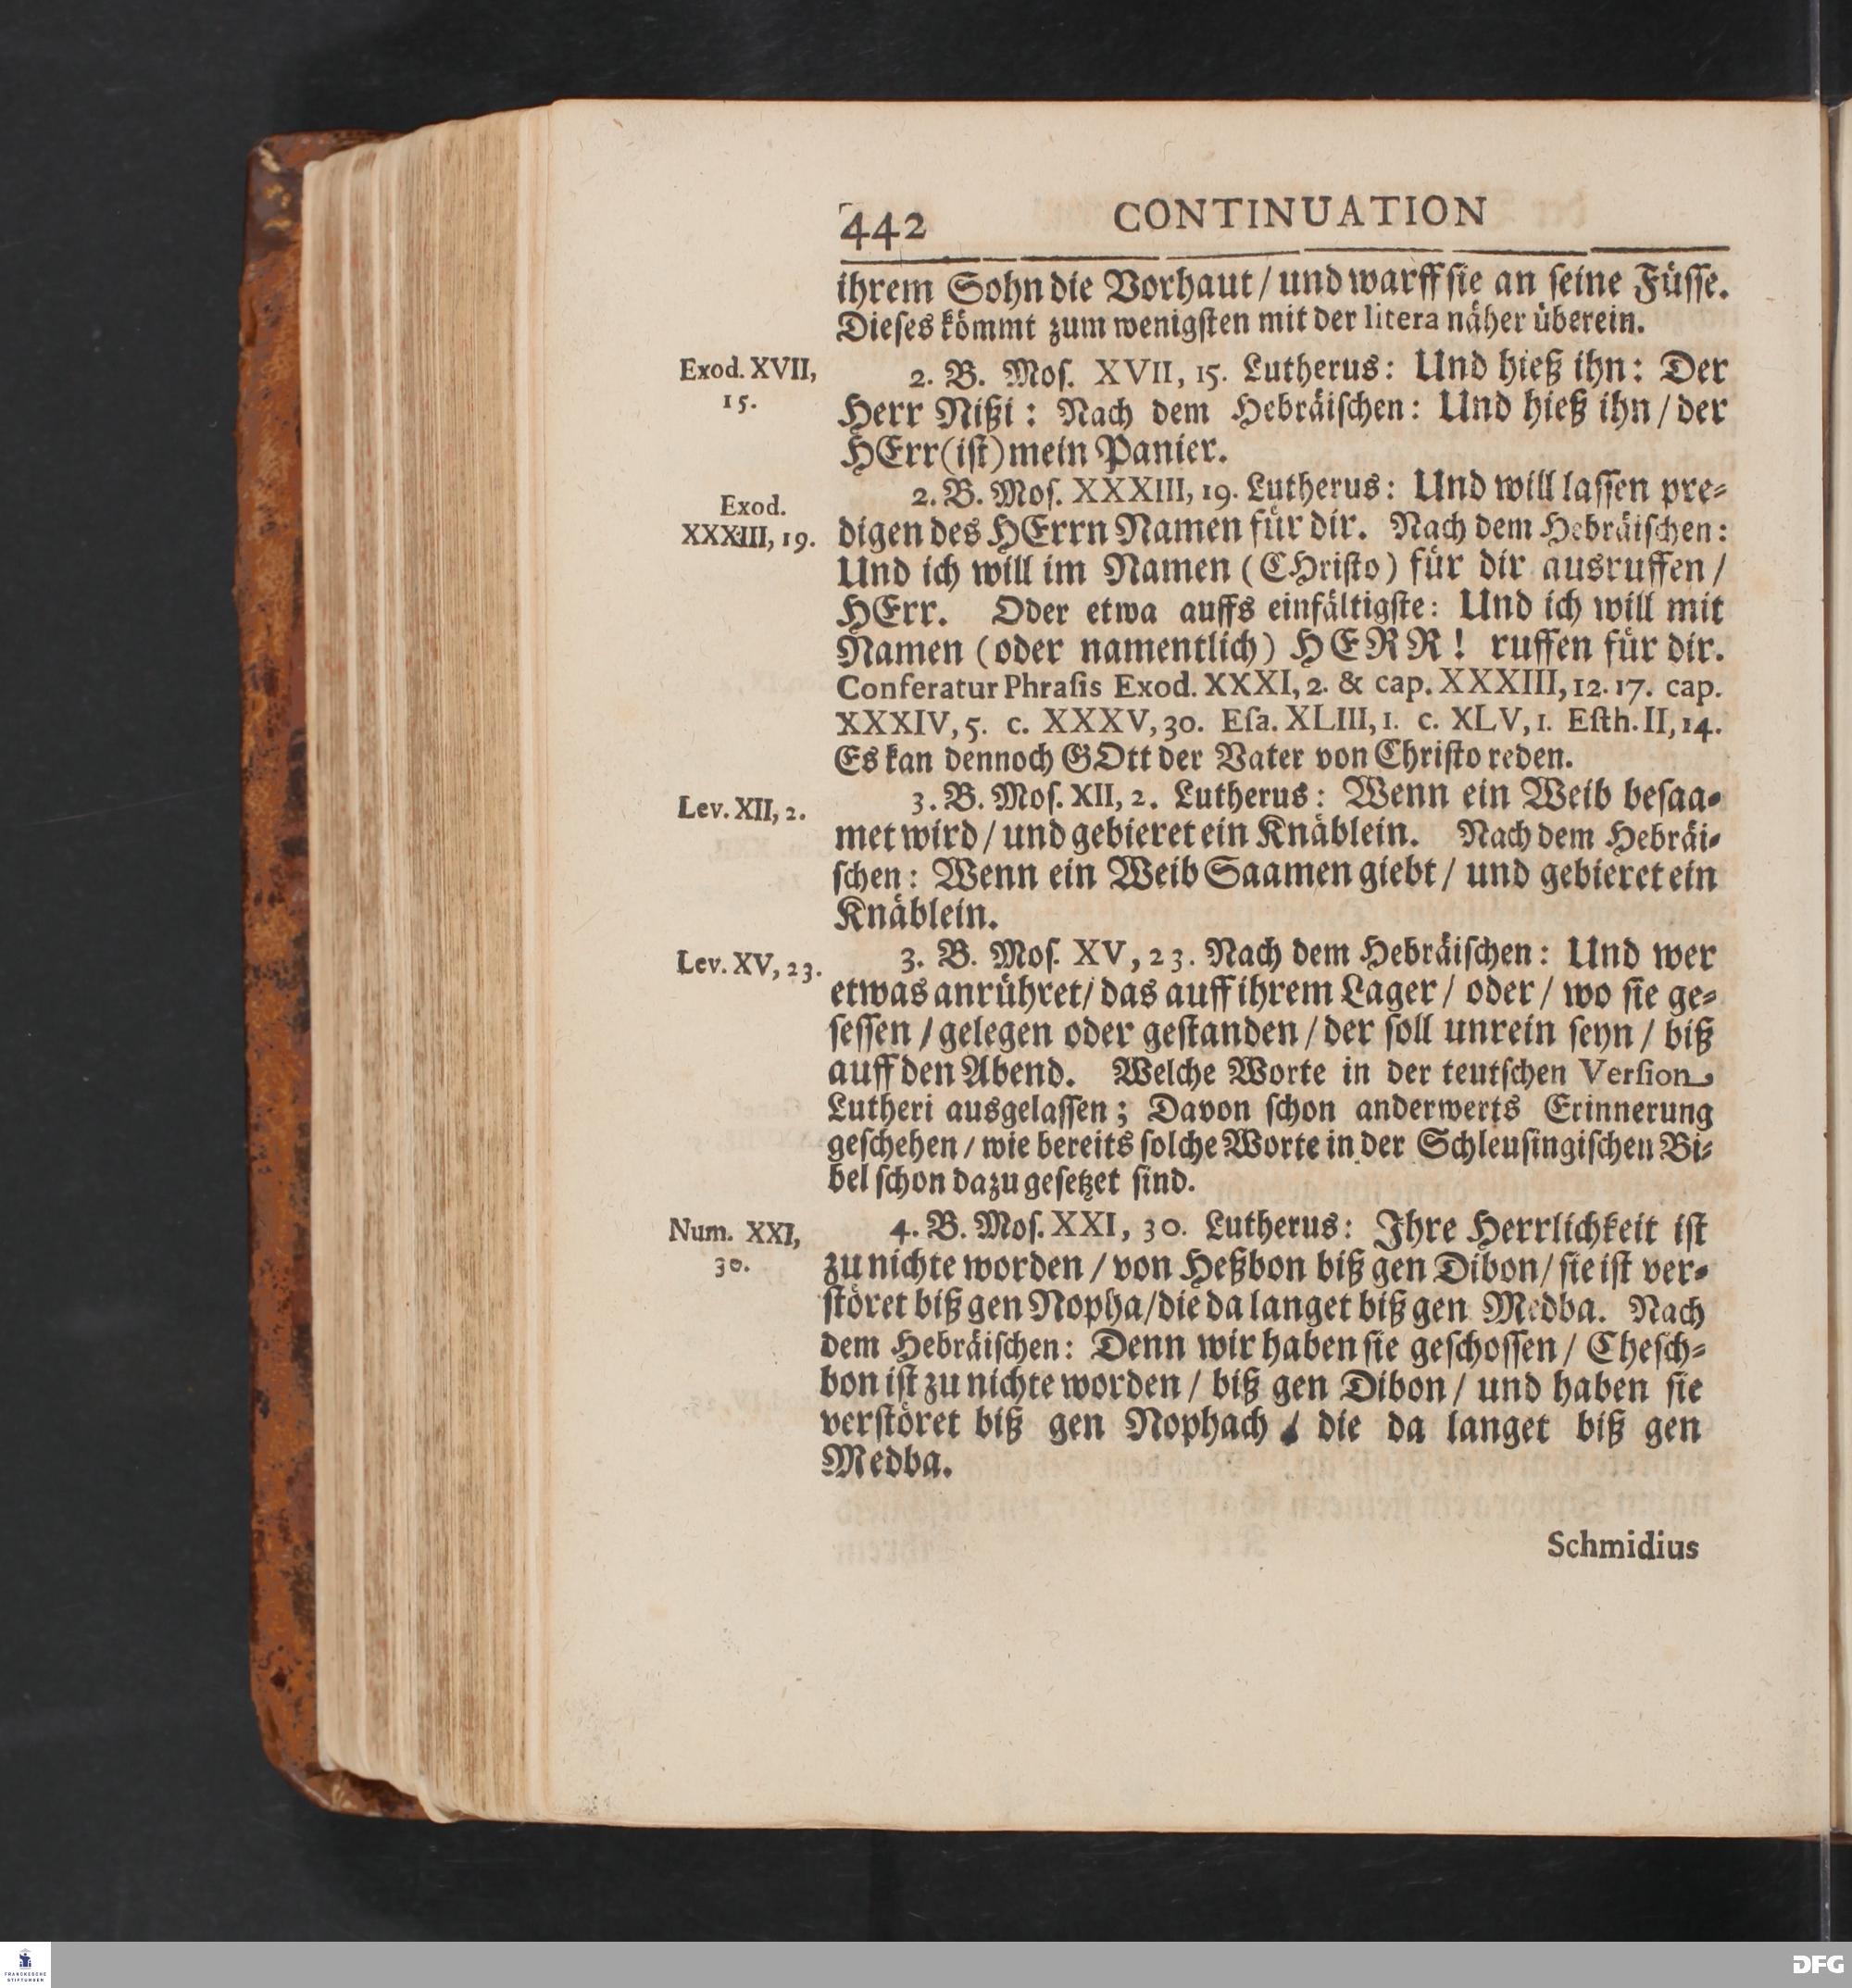 442 CONTINUATION
ihrem Sohn die Vorhaut / und warff sie an seine Füsse.
Dieses kömmt zum wenigsten mit der litera näher überein.
Exod. XVII,
15.
2. B. Mos. XVII, 15. Lutherus: Und hieß ihn: Der
Herr Nißi: Nach dem Hebräischen: Und hieß ihn / der
HErr (ist) mein Panier.
Exod.
XXXIII, 19.
2. B. Mos. XXXIII, 19. Lutherus: Und will lassen pre-
digen des HErrn Namen für dir. Nach dem Hebräischen:
Und ich will im Namen (CHristo) für dir ausruffen /
HErr. Oder etwa auffs einfältigste: Und ich will mit
Namen (oder namentlich) HERR! ruffen für dir.
Conferatur Phrasis Exod. XXXI, 2. & cap. XXXIII, 12. 17. cap.
XXXIV, 5. c. XXXV, 30. Esa. XLIII, 1. c. XLV, 1. Esth. II, 14.
Es kan dennoch GOtt der Vater von Christo reden.
Lev. XII, 2.
3. B. Mos. XII, 2. Lutherus: Wenn ein Weib besaa-
met wird / und gebieret ein Knäblein. Nach dem Hebräi-
schen: Wenn ein Weib Saamen giebt / und gebieret ein
Knäblein.
Lev. XV, 23.
3. B. Mos. XV, 23. Nach dem Hebräischen: Und wer
etwas anrühret / das auff ihrem Lager / oder / wo sie ge-
sessen / gelegen oder gestanden / der soll unrein seyn / biß
auff den Abend. Welche Worte in der teutschen Version
Lutheri ausgelassen; Davon schon anderwerts Erinnerung
geschehen / wie bereits solche Worte in der Schleusingischen Bi-
bel schon dazu gesetzet sind.
Num. XXI,
30.
4. B. Mos. XXI, 30. Lutherus: Ihre Herrlichkeit ist
zu nichte worden / von Heßbon biß gen Dibon / sie ist ver-
störet biß gen Nopha / die da langet biß gen Medba. Nach
dem Hebräischen: Denn wir haben sie geschossen / Chesch-
bon ist zu nichte worden / biß gen Dibon / und haben sie
verstöret biß gen Nophach / die da langet biß gen
Medba.
Schmidius
FRANCKESCHE
STIFTUNGEN
DFG